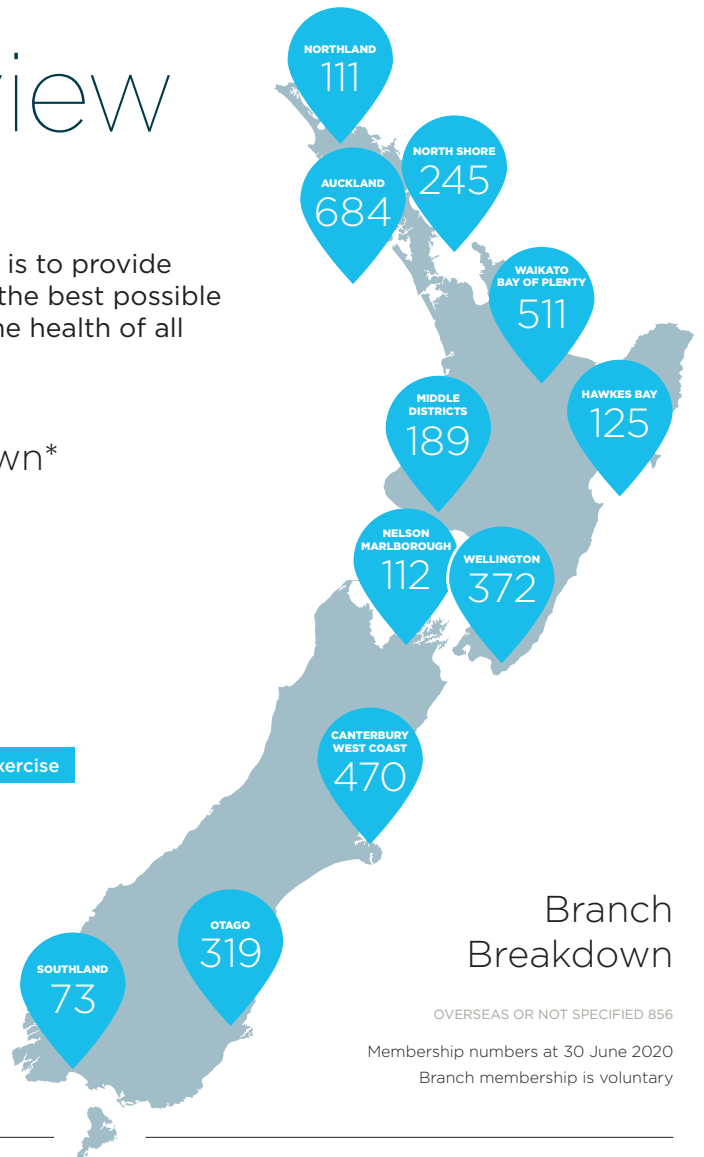 view
is to provide
the best possible
he health of all
wn*
xercise
NORTHLAND
111
NORTH SHORE
245
AUCKLAND
684
WAIKATO
BAY OF PLENTY
511
HAWKES BAY
125
MIDDLE
DISTRICTS
189
NELSON
MARLBOROUGH
112
WELLINGTON
372
CANTERBURY
WEST COAST
470
OTAGO
319
SOUTHLAND
73
Branch
Breakdown
OVERSEAS OR NOT SPECIFIED 856
Membership numbers at 30 June 2020
Branch membership is voluntary